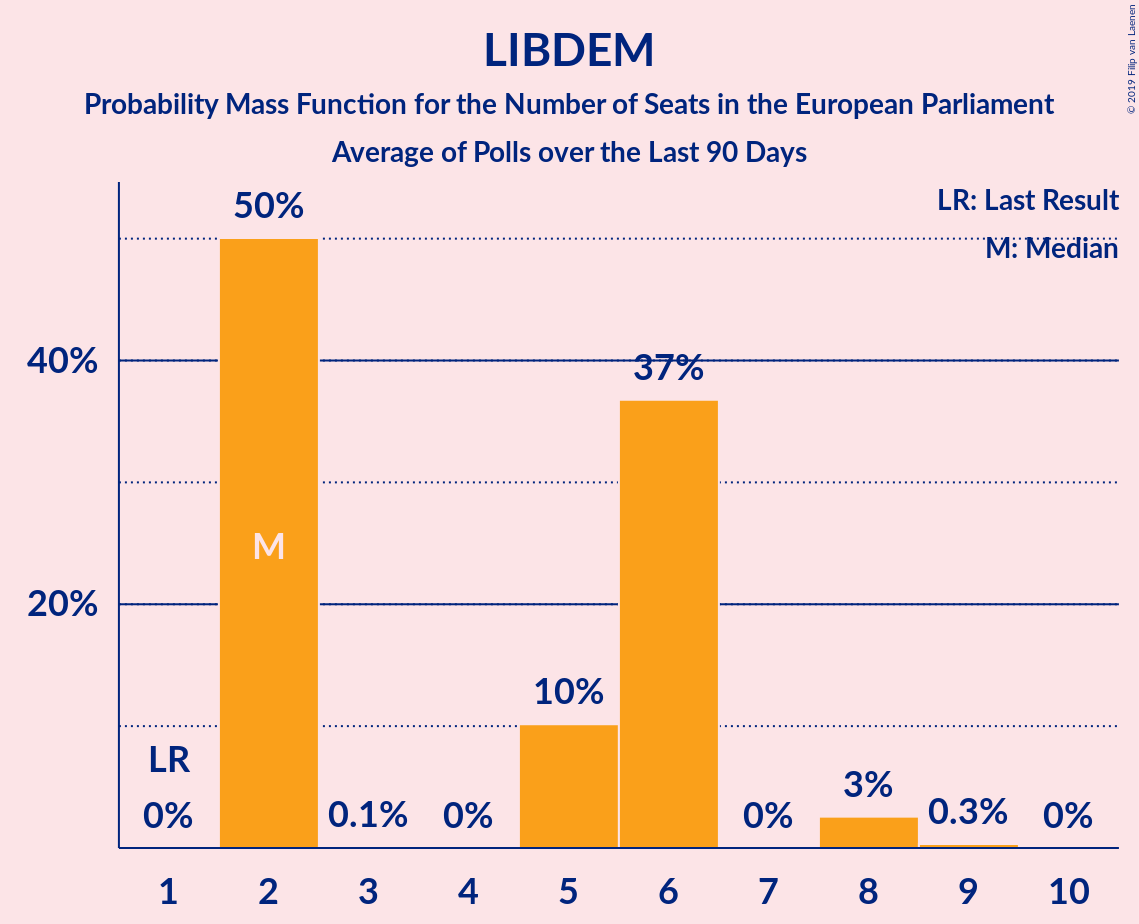 LIBDEM
Probability Mass Function for the Number of Seats in the European Parliament
Average of Polls over the Last 90 Days
© 2019 Filip van Laenen
LR: Last Result
M: Median
50%
40%
37%
M
20%
10%
LR
0%
0.1%
0%
0%
3%
0.3%
0%
1 2 3 4 5 6 7 8 9 10